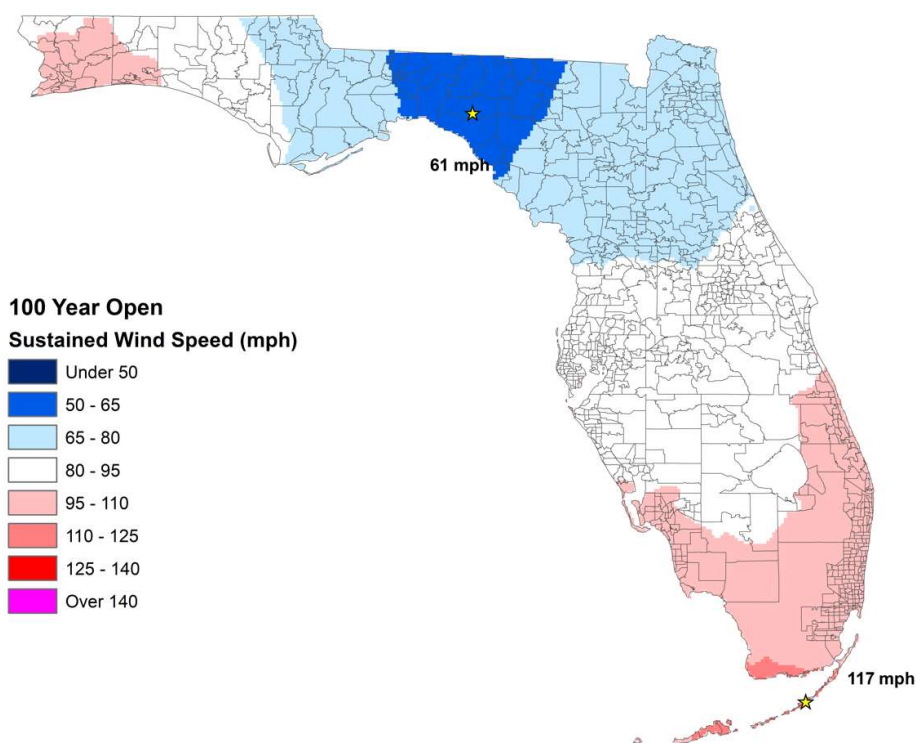 61 mph
100 Year Open
Sustained Wind Speed (mph)
Under 50
50 - 65
65 - 80
80 - 95
95 - 110
110 - 125
125 - 140
Over 140
117 mph